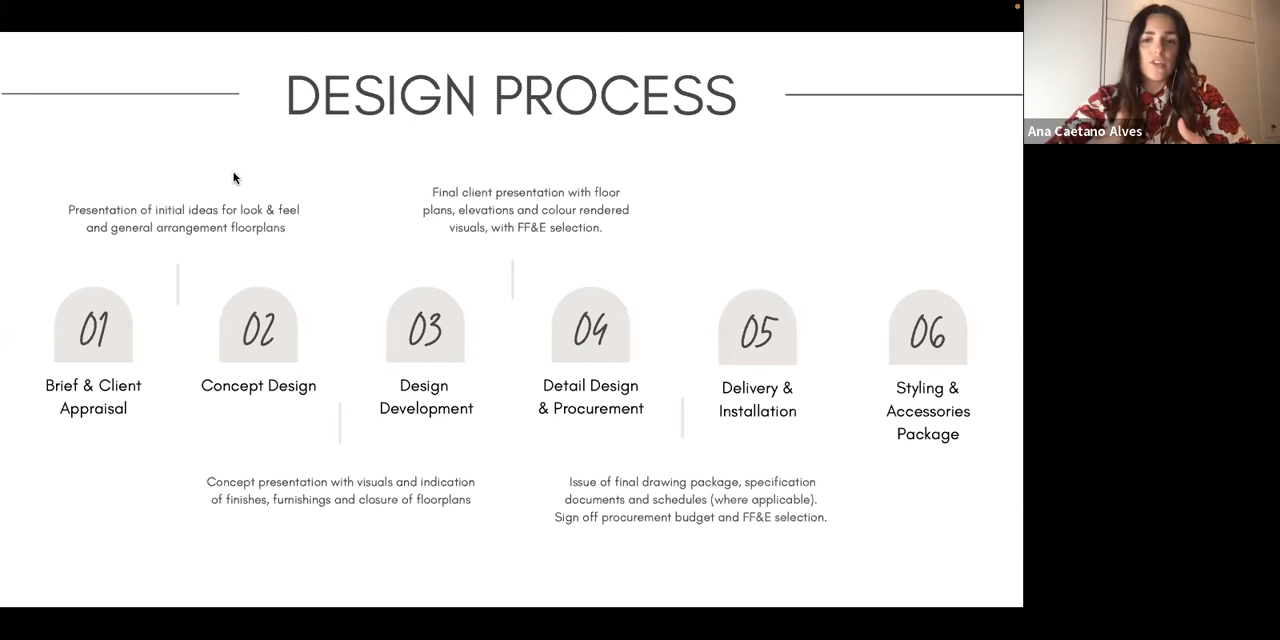 DESIGN PROCESS
Ana Caetano Alves
Presentation of initial ideas for look & feel
and general arrangement floorplans
Final client presentation with floor
plans, elevations and colour rendered
visuals, with FF&E selection.
01
02
03
04
05
06
Brief & Client
Appraisal
Concept Design
Design
Development
Detail Design
& Procurement
Delivery &
Installation
Styling &
Accessories
Package
Concept presentation with visuals and indication
of finishes, furnishings and closure of floorplans
Issue of final drawing package, specification
documents and schedules (where applicable).
Sign off procurement budget and FF&E selection.